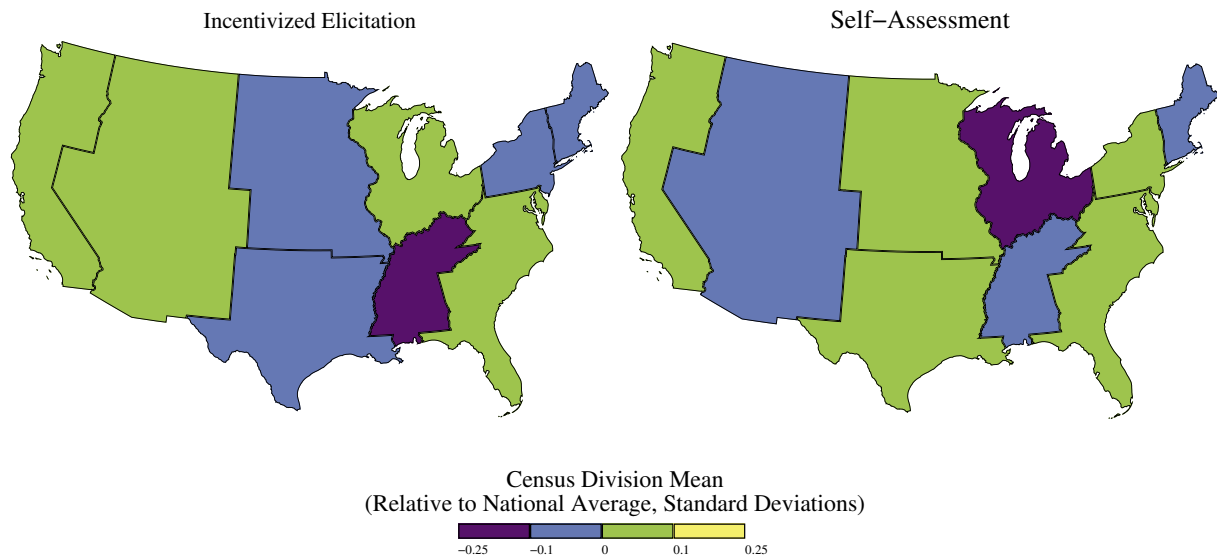 Incentivized Elicitation
Self−Assessment
Census Division Mean
(Relative to National Average, Standard Deviations)
−0.25 −0.1 0 0.1 0.25